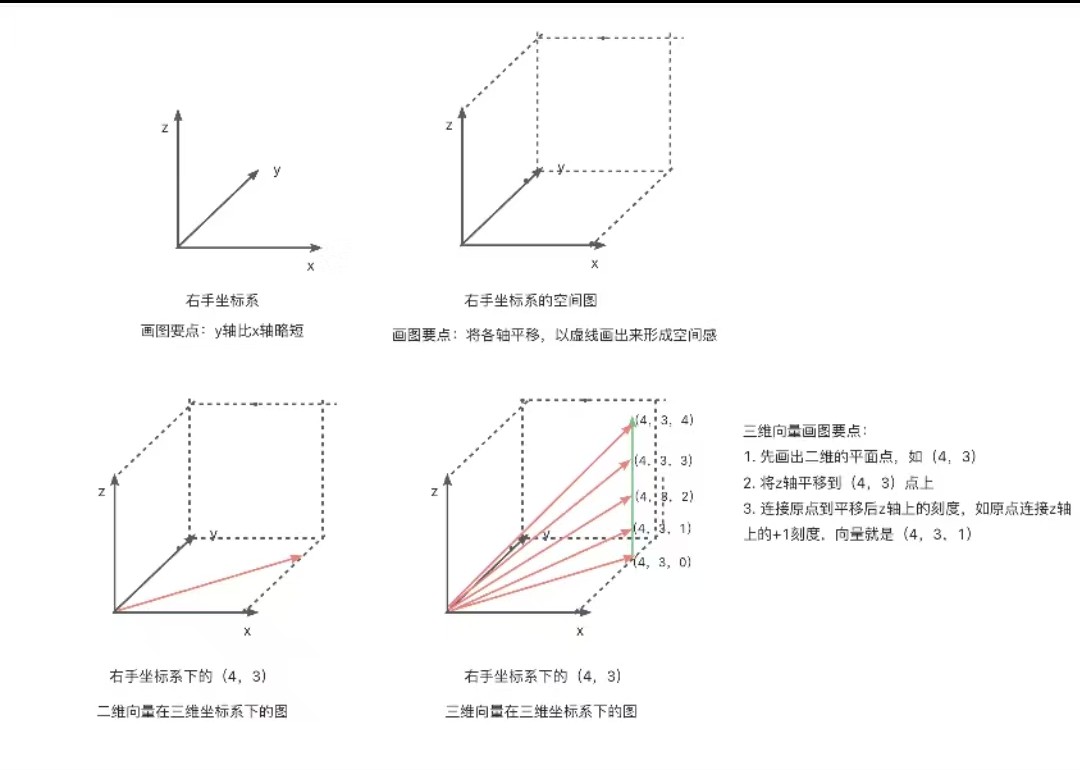 z
y
x
右手坐标系
画图要点：y轴比x轴略短
z
y
x
右手坐标系的空间图
画图要点：将各轴平移，以虚线画出来形成空间感
z
y
x
右手坐标系下的（4，3）
二维向量在三维坐标系下的图
z
y
x
(4, 3, 4)
(4, 3, 3)
(4, 3, 2)
(4, 3, 1)
(4, 3, 0)
右手坐标系下的（4，3）
三维向量在三维坐标系下的图
三维向量画图要点：
1. 先画出二维的平面点，如（4，3）
2. 将z轴平移到（4，3）点上
3. 连接原点到平移后z轴上的刻度，如原点连接z轴
上的+1刻度，向量就是（4，3、1）